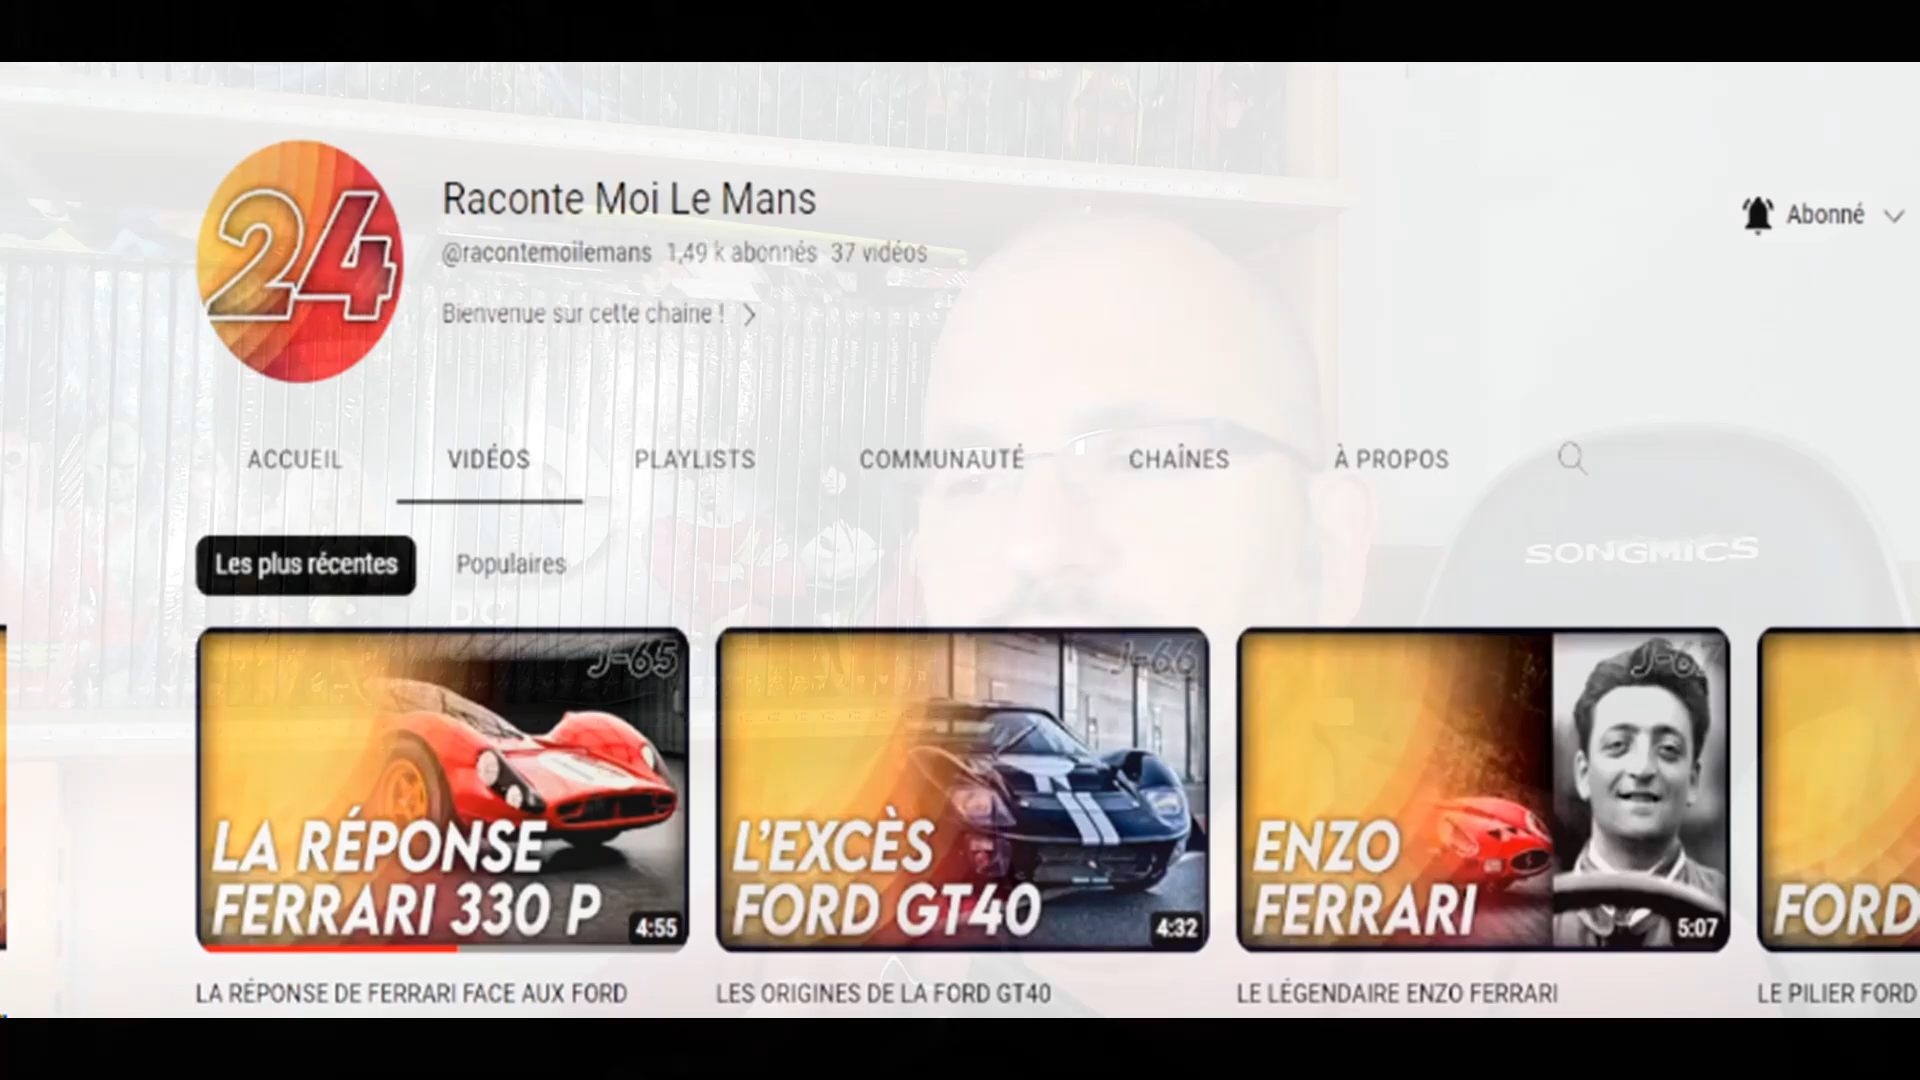 24
Raconte Moi Le Mans
@racontemoilemans 1,49 k abonnés 37 vidéos
Bienvenue sur cette chaine !
Abonné
ACCUEIL VIDÉOS PLAYLISTS COMMUNAUTÉ CHAÎNES À PROPOS
SONGMICS
Les plus récentes Populaires
DC
J-65
LA RÉPONSE
FERRARI 330 P
4:55
J-66
L'EXCÈS
FORD GT40
4:32
ENZO
FERRARI
5:07
FORD
LA RÉPONSE DE FERRARI FACE AUX FORD
LES ORIGINES DE LA FORD GT40
LE LÉGENDAIRE ENZO FERRARI
LE PILIER FORD